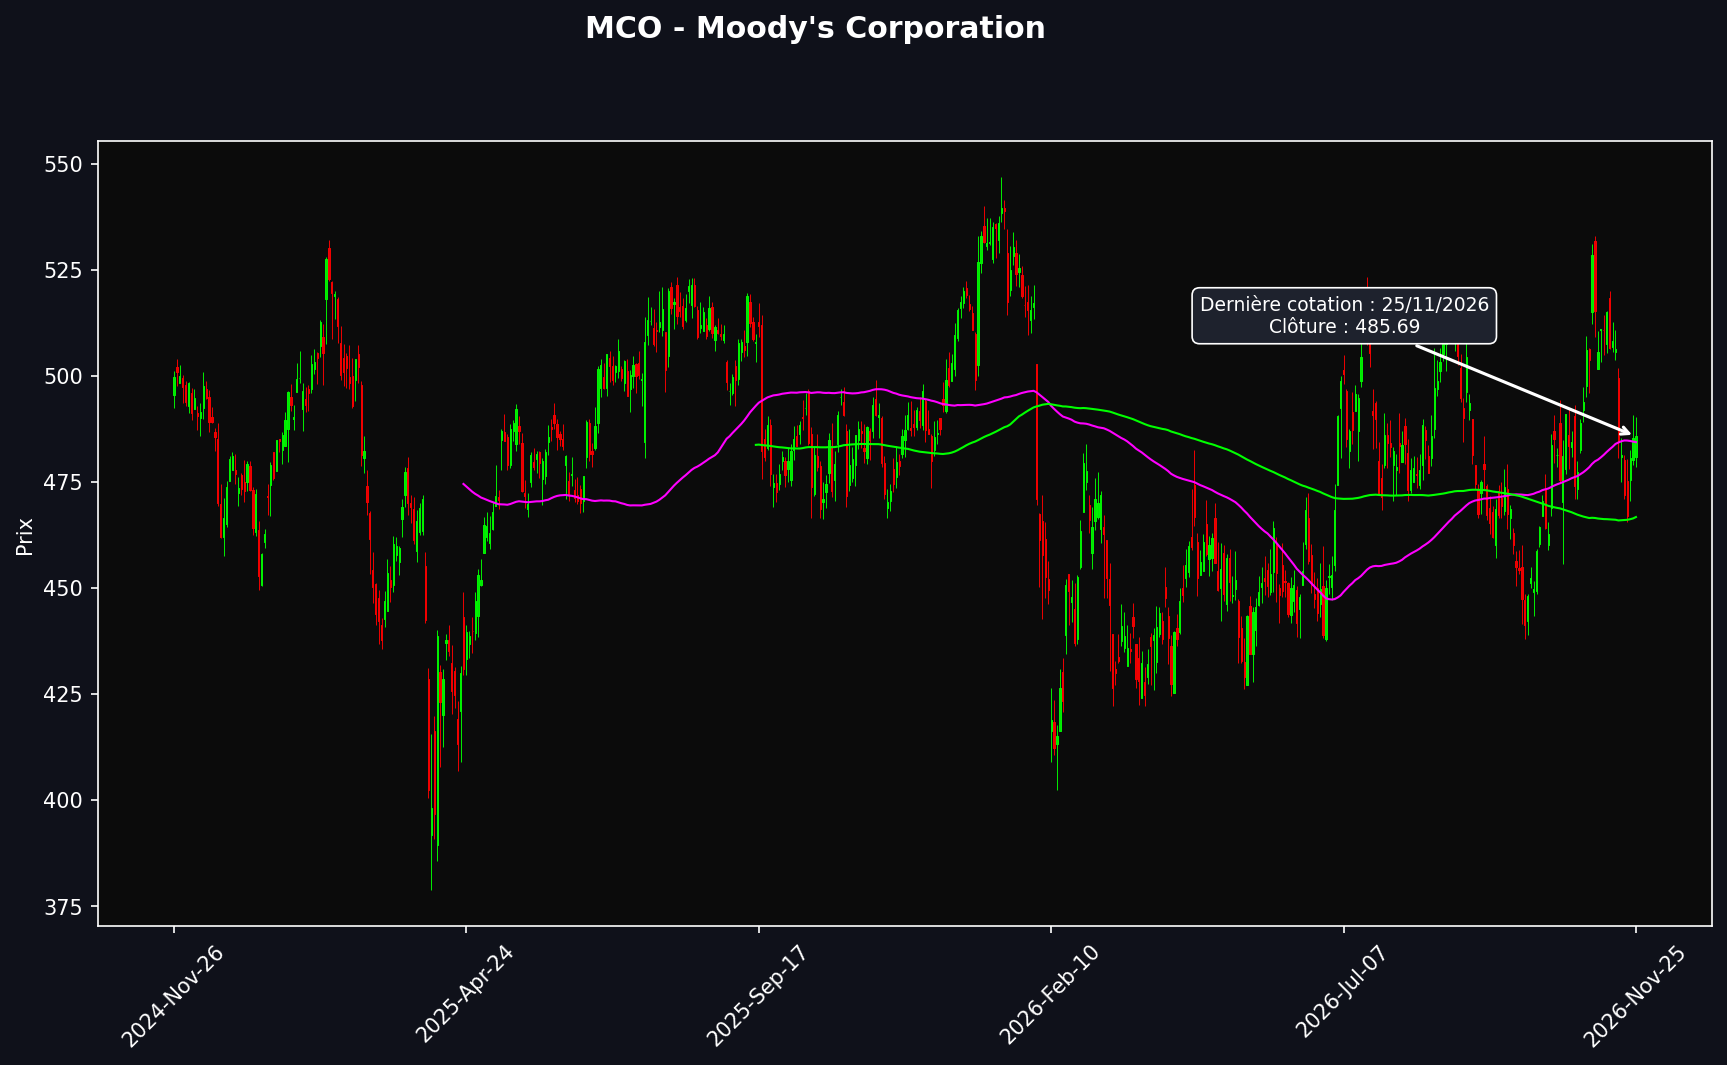 MCO - Moody's Corporation
550
525
500
475
450
425
400
375
Prix
Dernière cotation : 25/11/2026
Clôture : 485.69
2024-Nov-26
2025-Apr-24
2025-Sep-17
2026-Feb-10
2026-Jul-07
2026-Nov-25